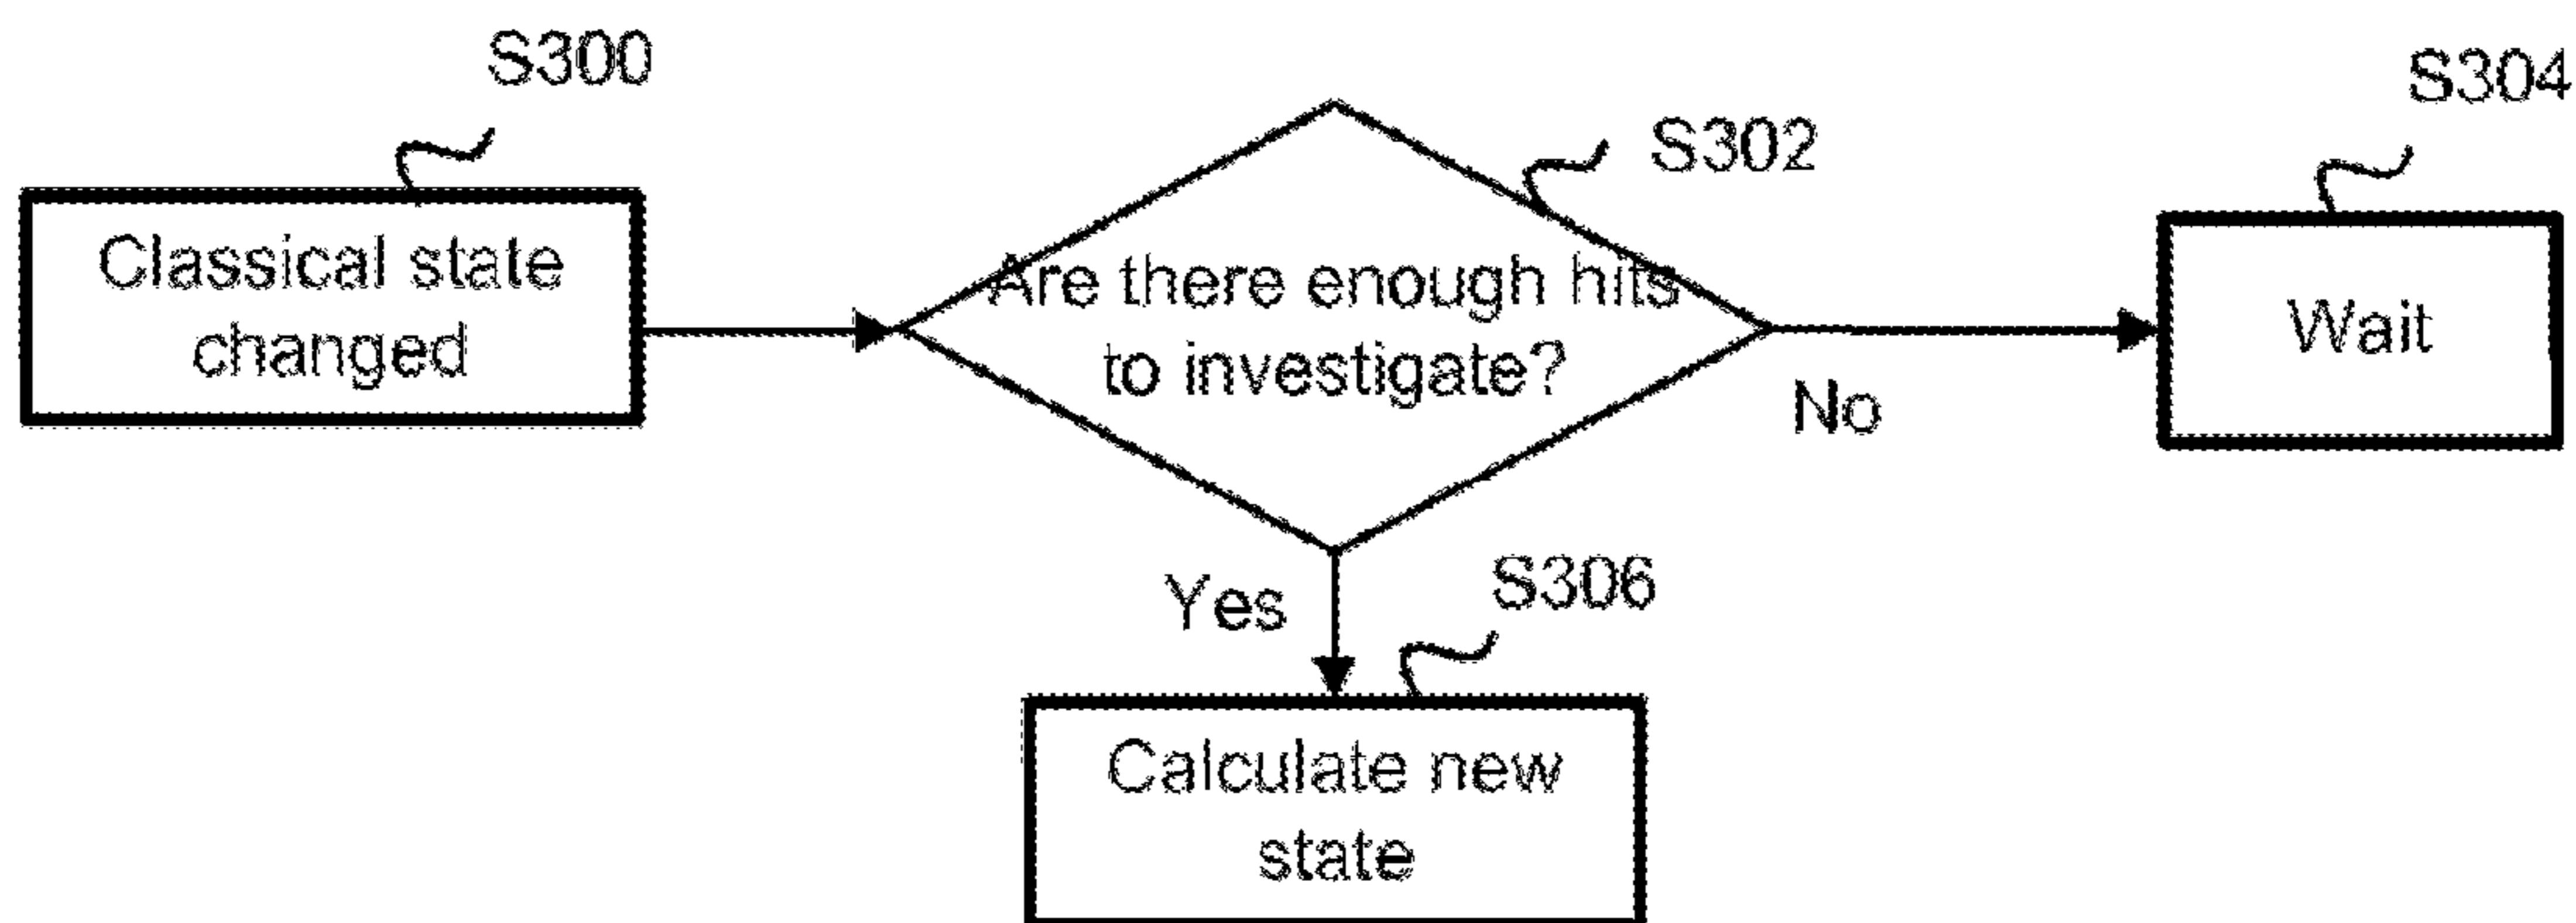 S300
S304
S302
Classical state
changed
Are there enough hits
to investigate?
Wait
No
Yes
S306
Calculate new
state